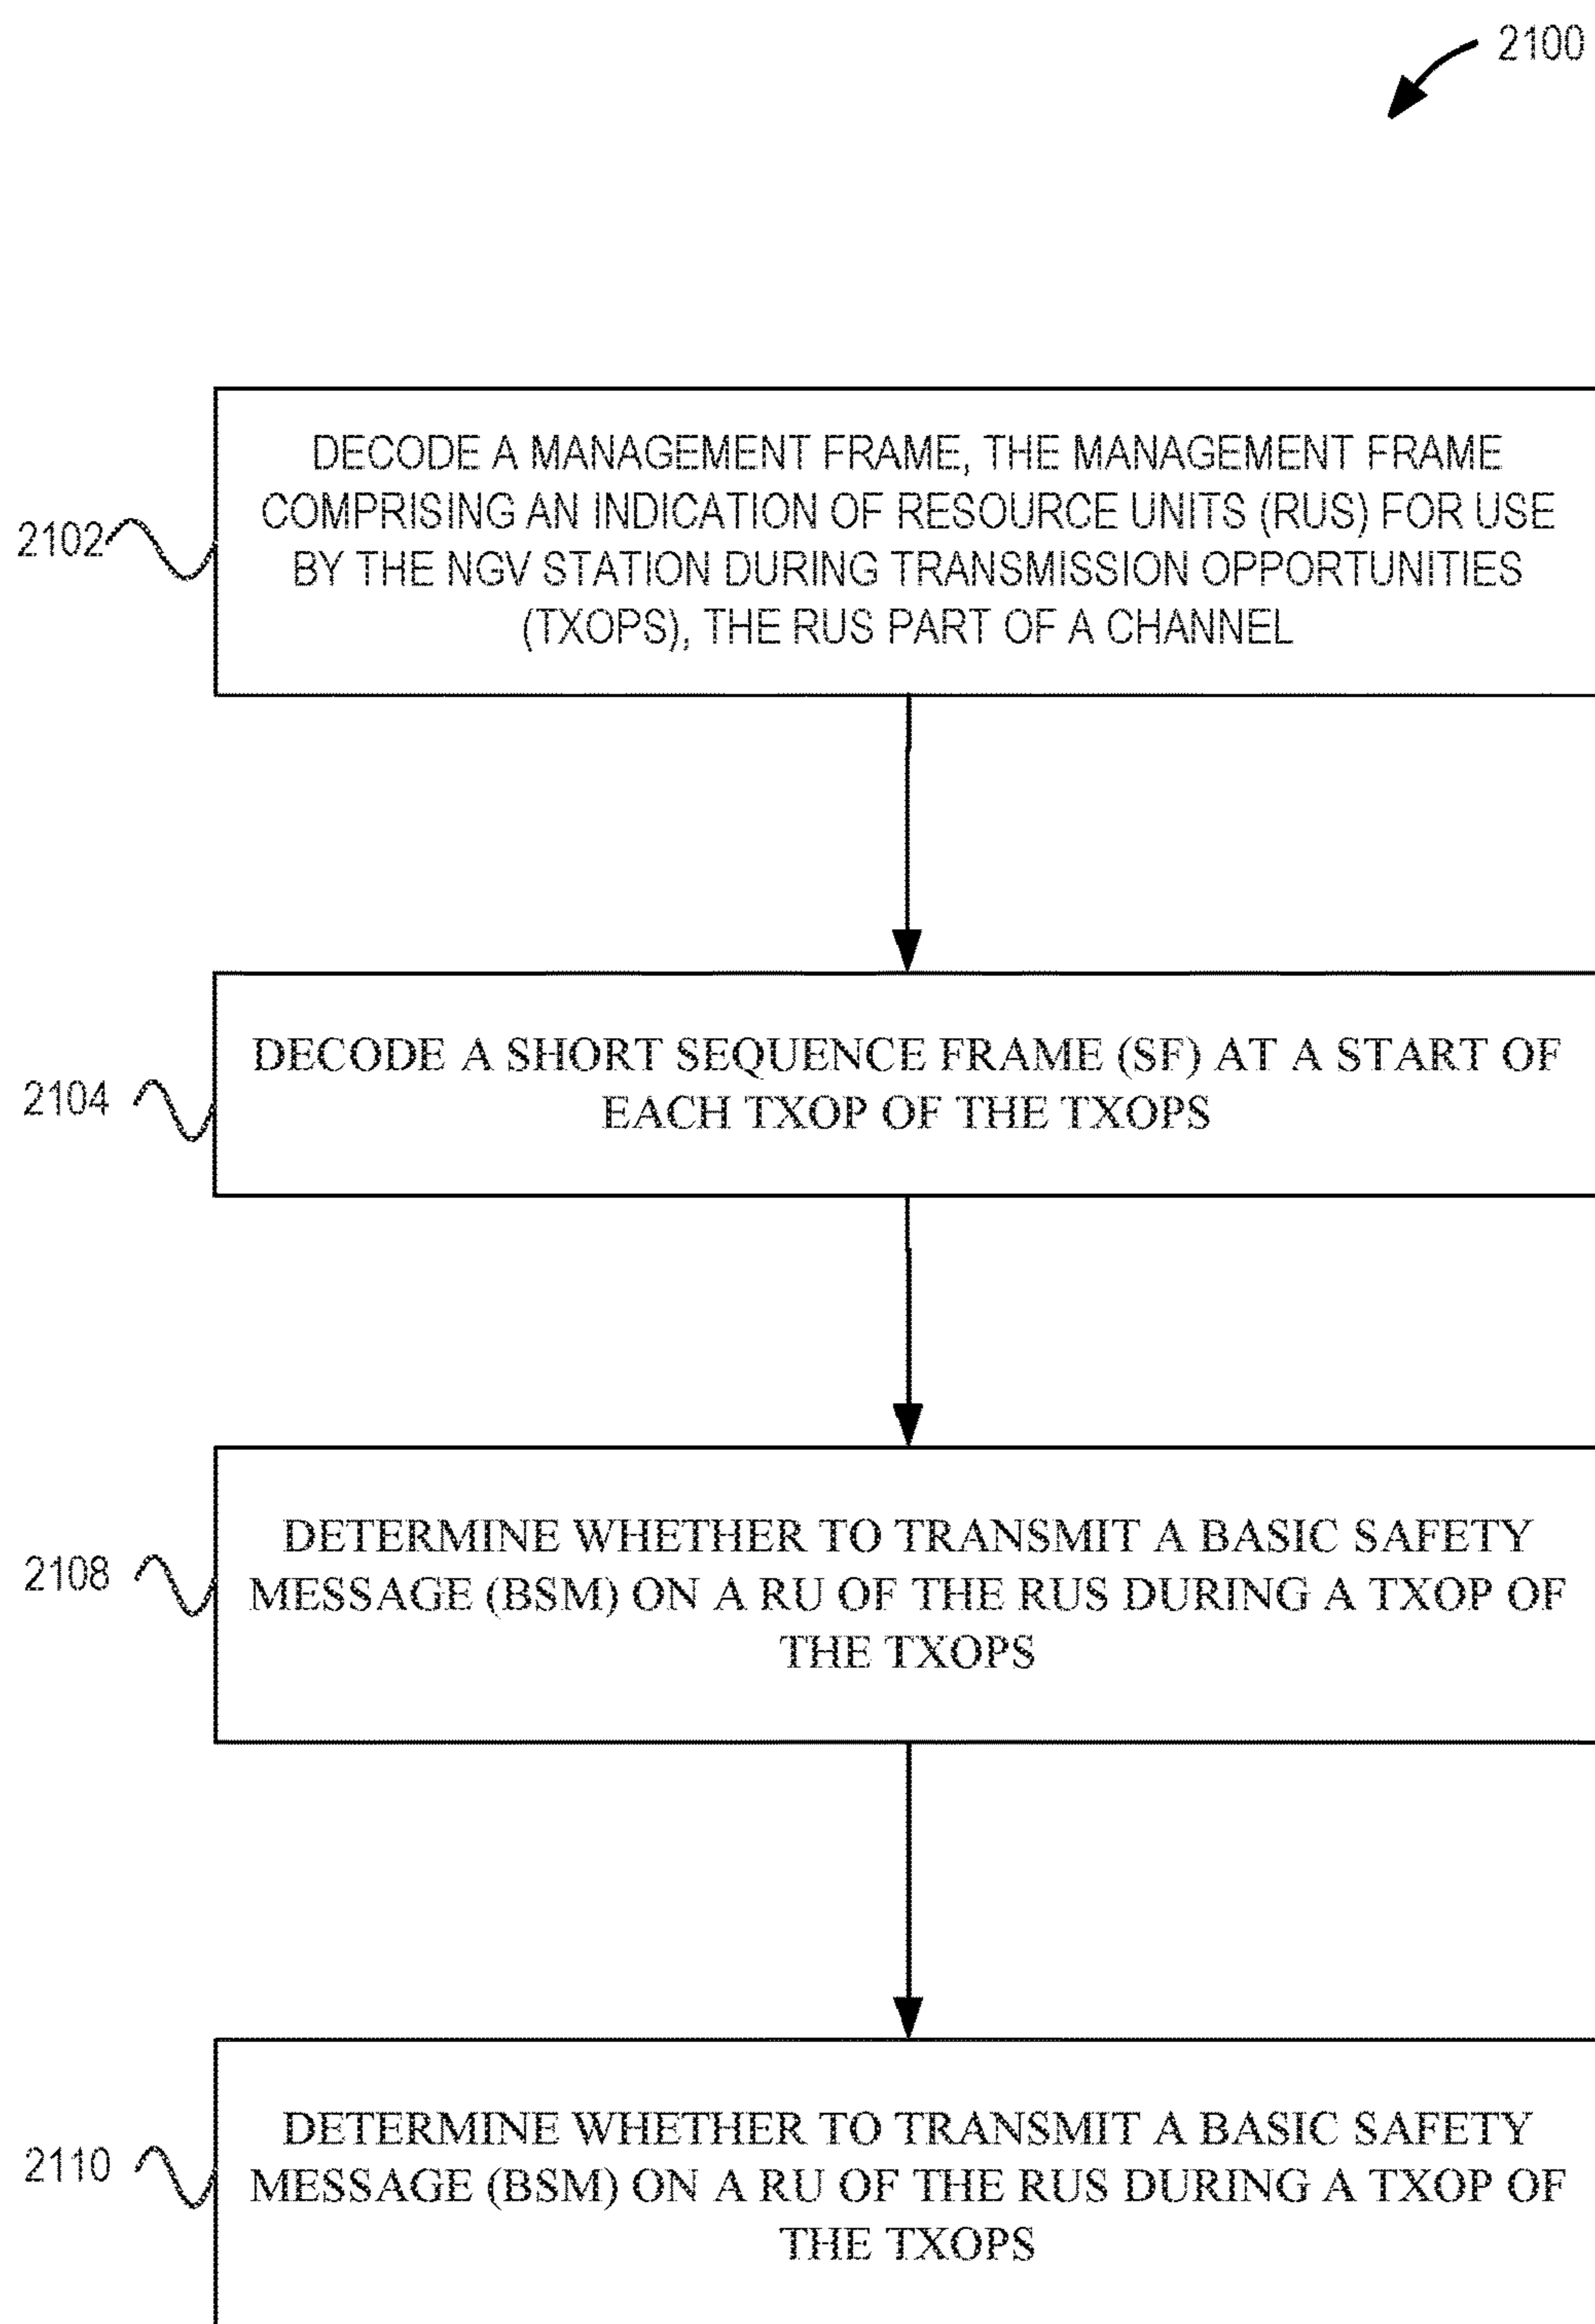 2100
DECODE A MANAGEMENT FRAME, THE MANAGEMENT FRAME
COMPRISING AN INDICATION OF RESOURCE UNITS (RUS) FOR USE
2102
BY THE NGV STATION DURING TRANSMISSION OPPORTUNITIES
(TXOPS), THE RUS PART OF A CHANNEL
DECODE A SHORT SEQUENCE FRAME (SF) AT A START OF
2104
EACH TXOP OF THE TXOPS
DETERMINE WHETHER TO TRANSMIT A BASIC SAFETY
2108
MESSAGE (BSM) ON A RU OF THE RUS DURING A TXOP OF
THE TXOPS
DETERMINE WHETHER TO TRANSMIT A BASIC SAFETY
2110
MESSAGE (BSM) ON A RU OF THE RUS DURING A TXOP OF
THE TXOPS